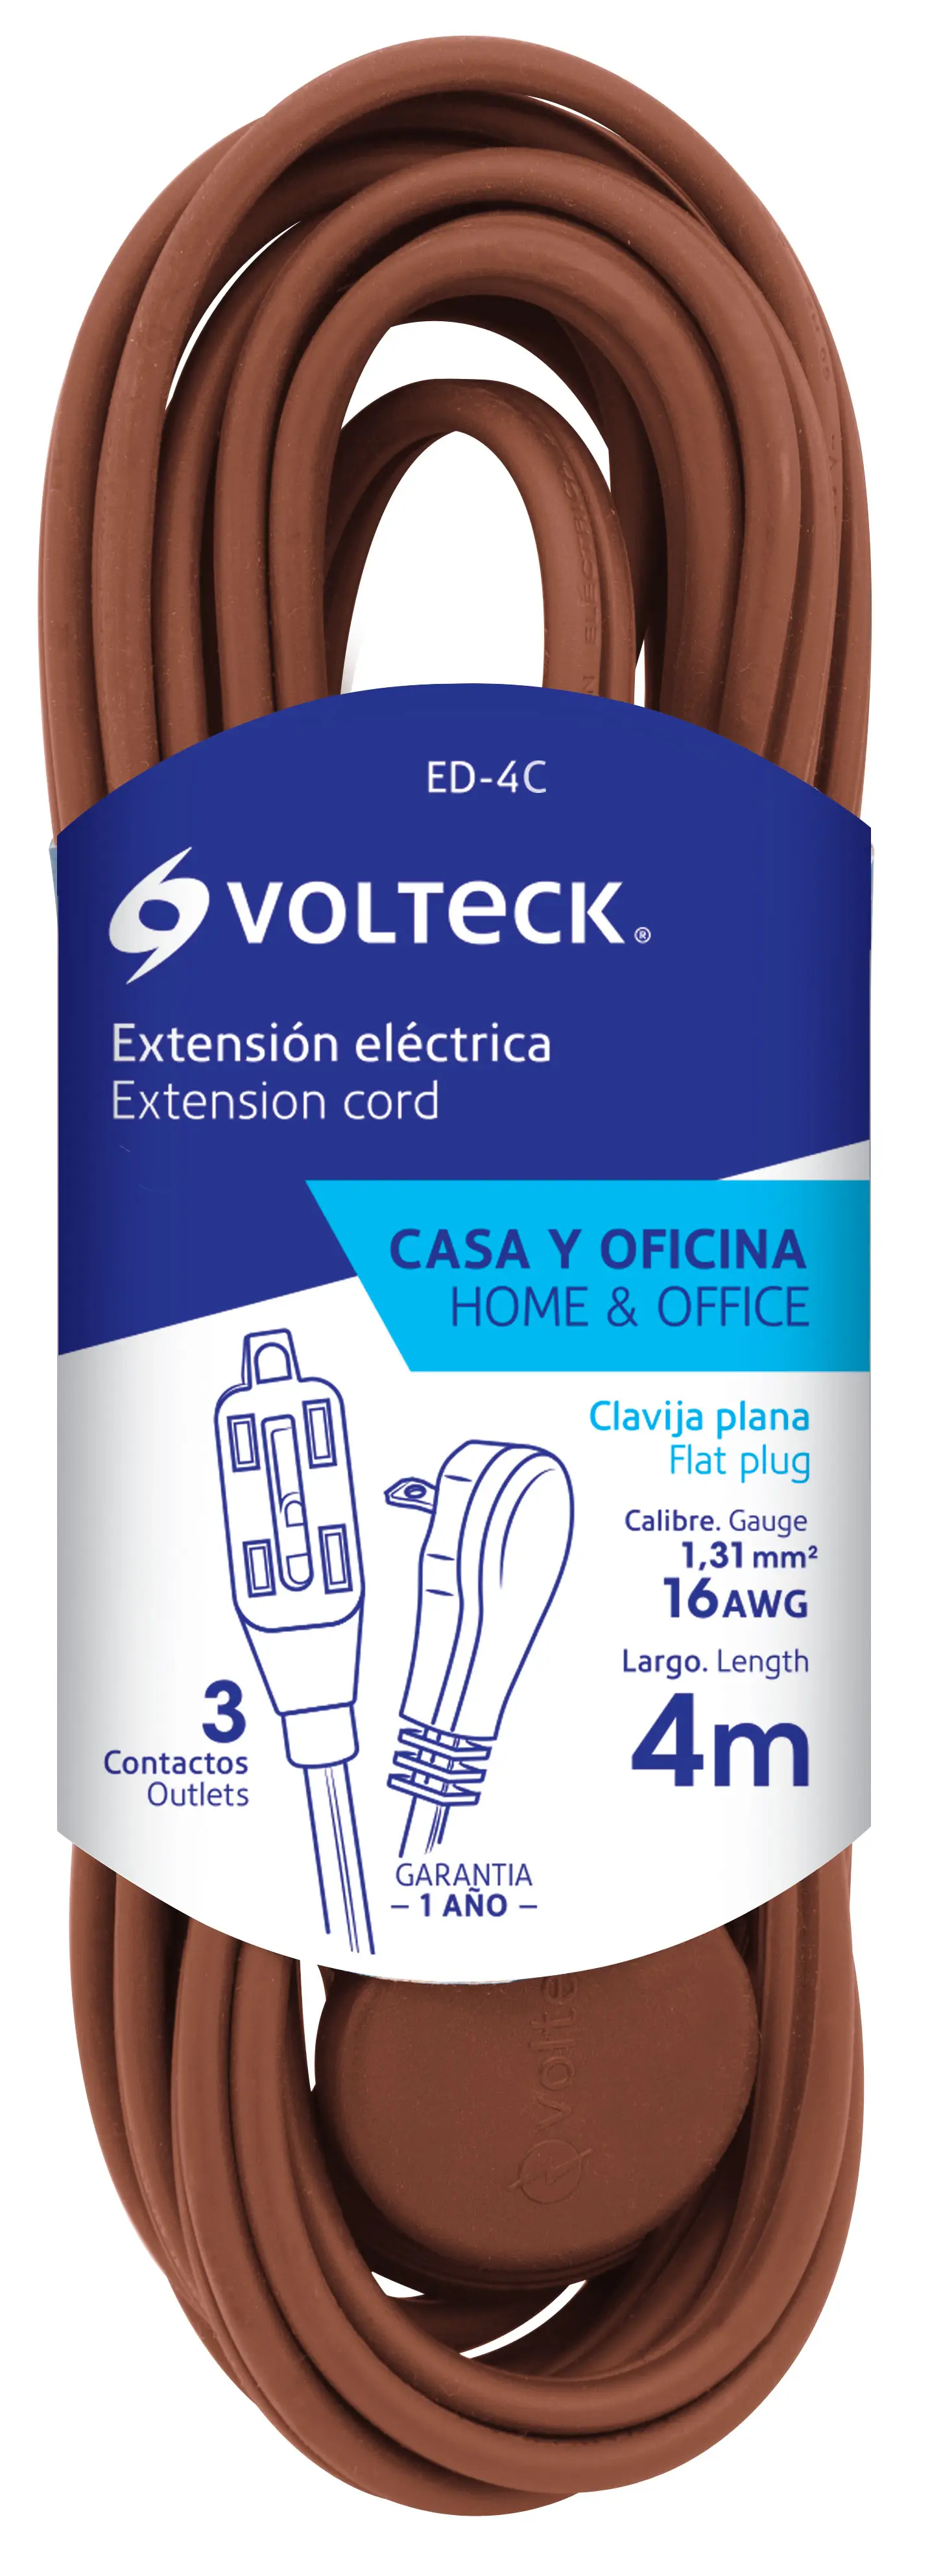 ED-4C
VOLTECK®
Extensión eléctrica
Extension cord
CASA Y OFICINA
HOME & OFFICE
Clavija plana
Flat plug
Calibre. Gauge
1,31 mm²
16 AWG
Largo. Length
4m
3
Contactos
Outlets
GARANTIA
– 1 AÑO –
volte